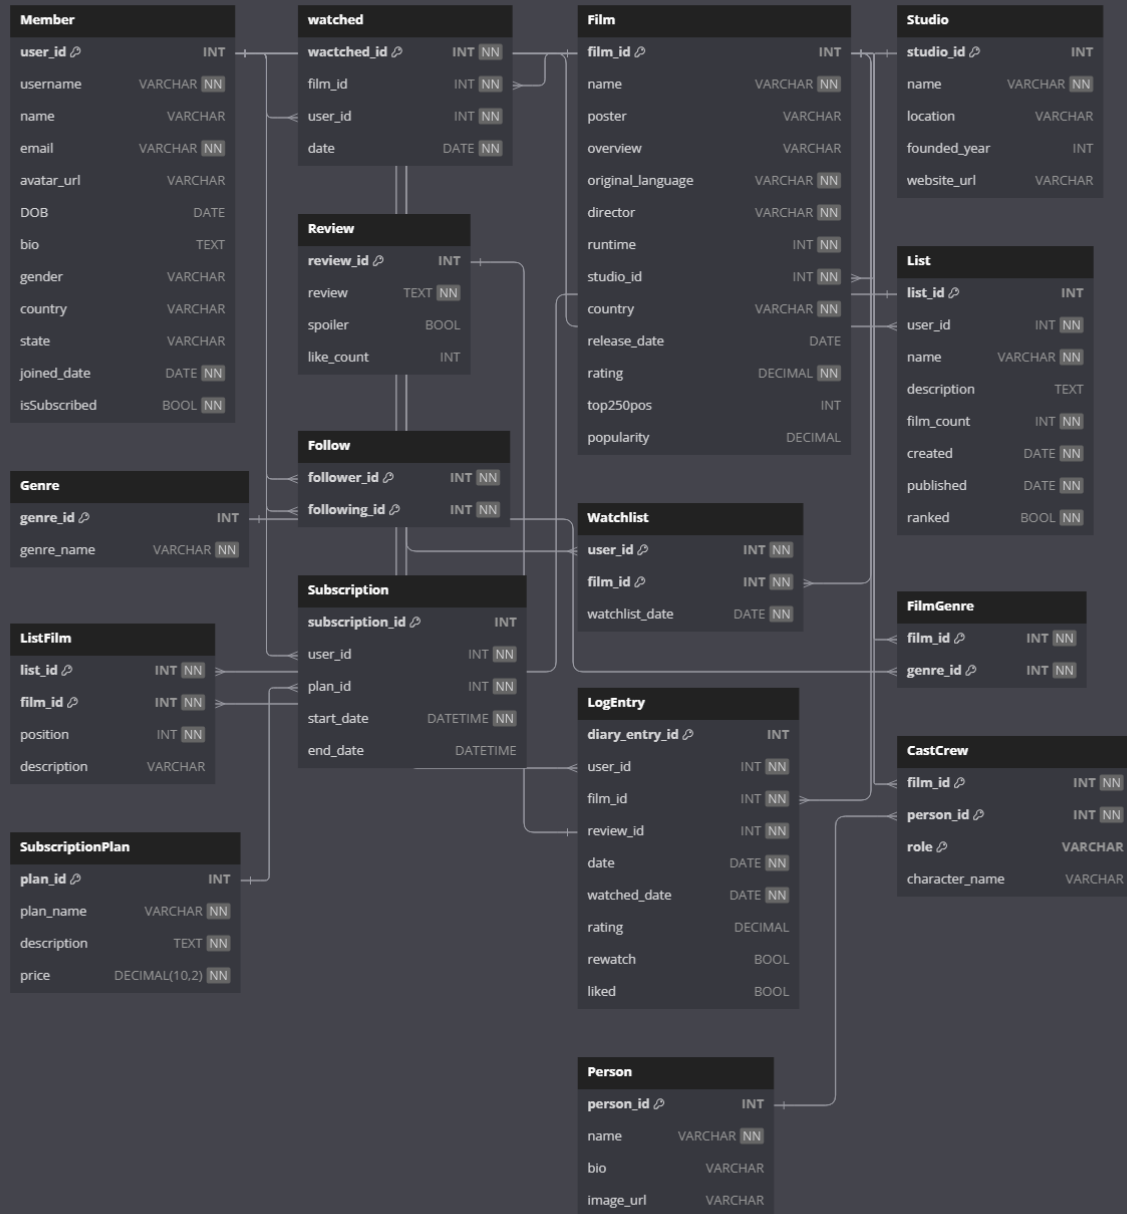 Member
user_id INT
username VARCHAR NN
name VARCHAR
email VARCHAR NN
avatar_url VARCHAR
DOB DATE
bio TEXT
gender VARCHAR
country VARCHAR
state VARCHAR
joined_date DATE NN
isSubscribed BOOL NN
Genre
genre_id INT
genre_name VARCHAR NN
ListFilm
list_id INT NN
film_id INT NN
position INT NN
description VARCHAR
SubscriptionPlan
plan_id INT
plan_name VARCHAR NN
description TEXT NN
price DECIMAL(10,2) NN
watched
wactched_id INT NN
film_id INT NN
user_id INT NN
date DATE NN
Review
review_id INT
review TEXT NN
spoiler BOOL
like_count INT
Follow
follower_id INT NN
following_id INT NN
Subscription
subscription_id INT
user_id INT NN
plan_id INT NN
start_date DATETIME NN
end_date DATETIME
Film
film_id INT
name VARCHAR NN
poster VARCHAR
overview VARCHAR
original_language VARCHAR NN
director VARCHAR NN
runtime INT NN
studio_id INT NN
country VARCHAR NN
release_date DATE
rating DECIMAL NN
top250pos INT
popularity DECIMAL
Watchlist
user_id INT NN
film_id INT NN
watchlist_date DATE NN
LogEntry
diary_entry_id INT
user_id INT NN
film_id INT NN
review_id INT NN
date DATE NN
watched_date DATE NN
rating DECIMAL
rewatch BOOL
liked BOOL
Person
person_id INT
name VARCHAR NN
bio VARCHAR
image_url VARCHAR
Studio
studio_id INT
name VARCHAR NN
location VARCHAR
founded_year INT
website_url VARCHAR
List
list_id INT
user_id INT NN
name VARCHAR NN
description TEXT
film_count INT NN
created DATE NN
published DATE NN
ranked BOOL NN
FilmGenre
film_id INT NN
genre_id INT NN
CastCrew
film_id INT NN
person_id INT NN
role VARCHAR
character_name VARCHAR